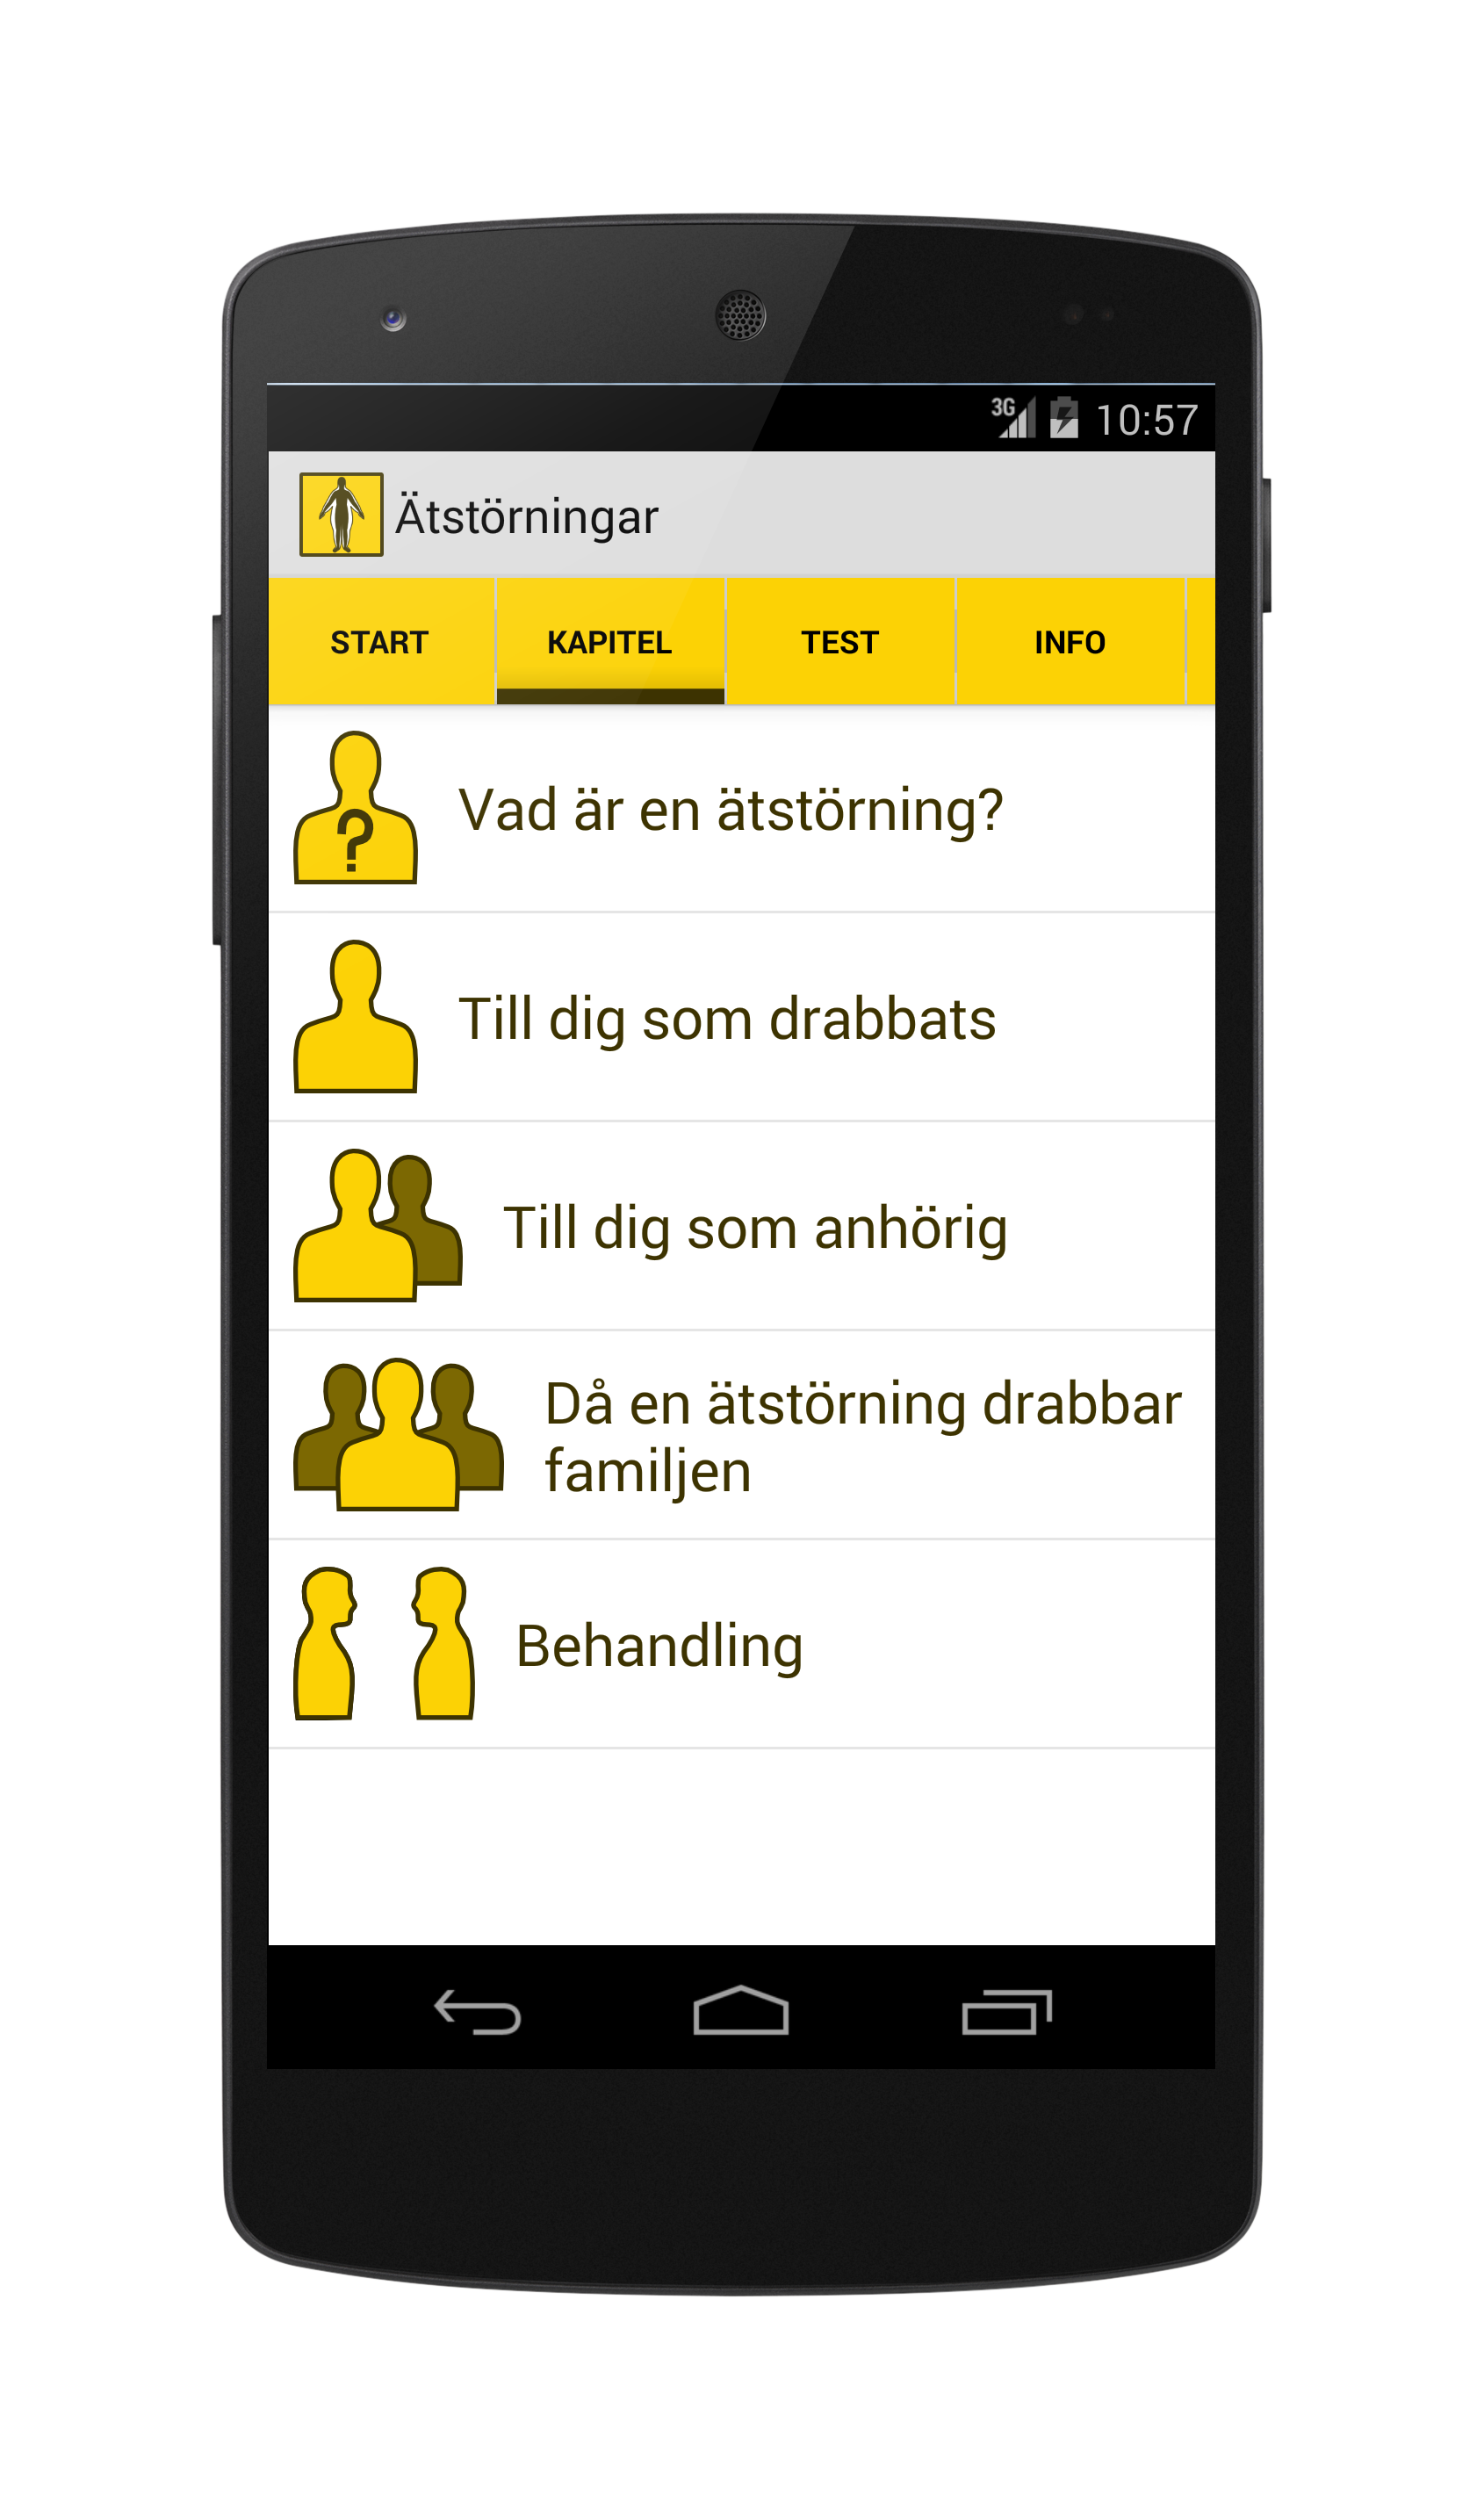 3G 10:57
Ätstörningar
START KAPITEL TEST INFO
Vad är en ätstörning?
Till dig som drabbats
Till dig som anhörig
Då en ätstörning drabbar
familjen
Behandling